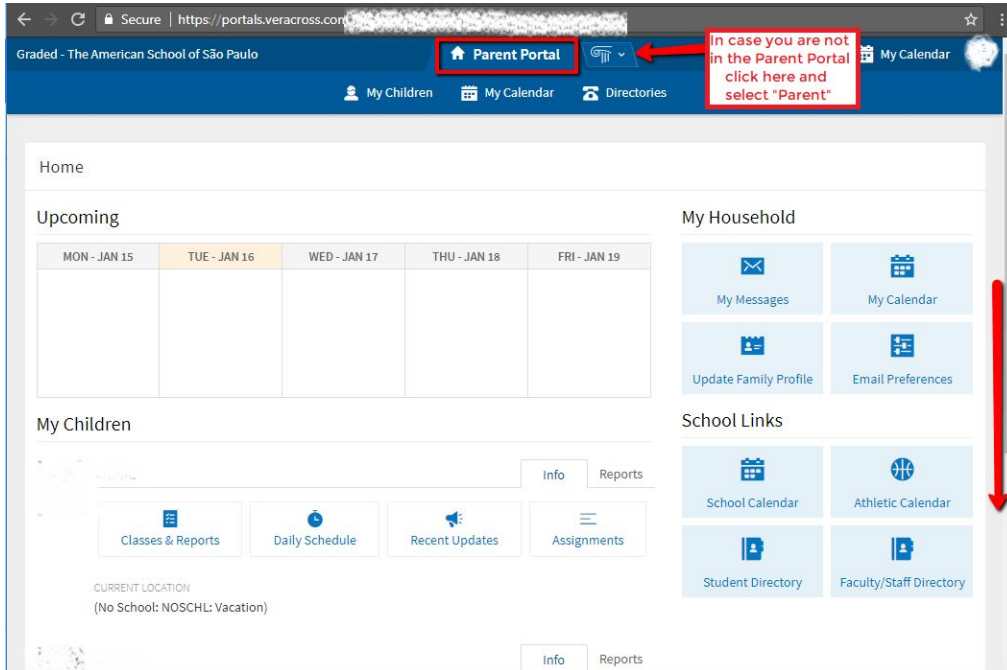 Secure | https://portals.veracross.com
Graded - The American School of São Paulo
Parent Portal
In case you are not
in the Parent Portal
click here and
select "Parent"
My Calendar
My Children
My Calendar
Directories
Home
Upcoming
MON - JAN 15
TUE - JAN 16
WED - JAN 17
THU - JAN 18
FRI - JAN 19
My Household
My Messages
My Calendar
Update Family Profile
Email Preferences
My Children
Info
Reports
Classes & Reports
Daily Schedule
Recent Updates
Assignments
CURRENT LOCATION
(No School: NOSCHL: Vacation)
Info
Reports
School Links
School Calendar
Athletic Calendar
Student Directory
Faculty/Staff Directory